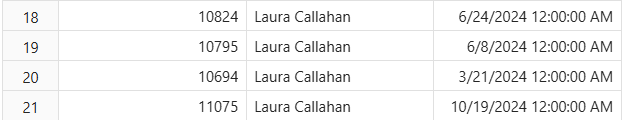 18 10824 Laura Callahan 6/24/2024 12:00:00 AM
19 10795 Laura Callahan 6/8/2024 12:00:00 AM
20 10694 Laura Callahan 3/21/2024 12:00:00 AM
21 11075 Laura Callahan 10/19/2024 12:00:00 AM